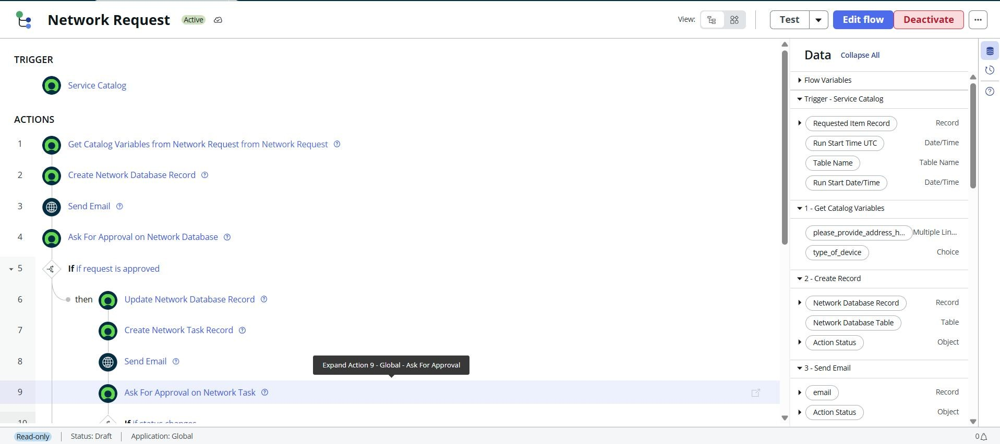 Network Request Active View: Test Edit flow Deactivate
TRIGGER
Service Catalog
ACTIONS
1 Get Catalog Variables from Network Request from Network Request
2 Create Network Database Record
3 Send Email
4 Ask For Approval on Network Database
5 If if request is approved
6 then Update Network Database Record
7 Create Network Task Record
8 Send Email
Expand Action 9 - Global - Ask For Approval
9 Ask For Approval on Network Task
10 If if status changes
Data Collapse All
Flow Variables
Trigger - Service Catalog
Requested Item Record Record
Run Start Time UTC Date/Time
Table Name Table Name
Run Start Date/Time Date/Time
1 - Get Catalog Variables
please_provide_address_h... Multiple Lin...
type_of_device Choice
2 - Create Record
Network Database Record Record
Network Database Table Table
Action Status Object
3 - Send Email
email Record
Action Status Object
Read-only Status: Draft Application: Global 0